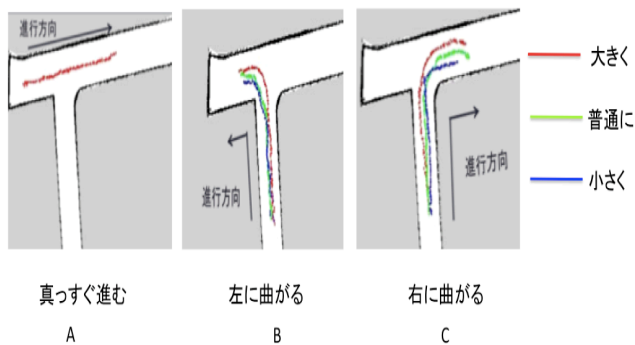 進行方向
大きく
普通に
小さく
進行方向
進行方向
真っすぐ進む
左に曲がる
右に曲がる
A
B
C